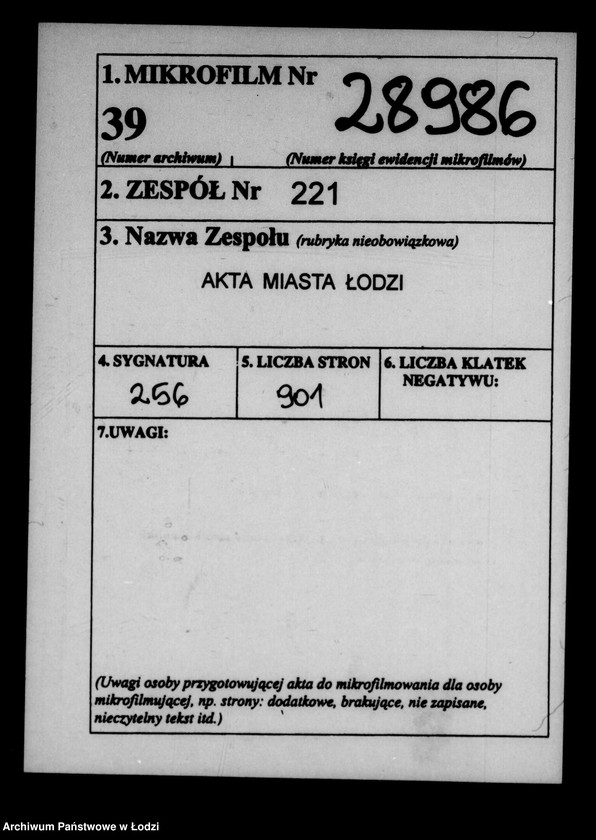 1. MIKROFILM Nr 28986
39
(Numer archiwum) (Numer księgi ewidencji mikrofilmów)
2. ZESPÓŁ Nr 221
3. Nazwa Zespołu (rubryka nieobowiązkowa)
AKTA MIASTA ŁODZI
4. SYGNATURA 5. LICZBA STRON 6. LICZBA KLATEK
NEGATYWU:
256 901
7.UWAGI:
(Uwagi osoby przygotowującej akta do mikrofilmowania dla osoby
mikrofilmującej, np. strony: dodatkowe, brakujące, nie zapisane,
nieczytelny tekst itd.)
Archiwum Państwowe w Łodzi